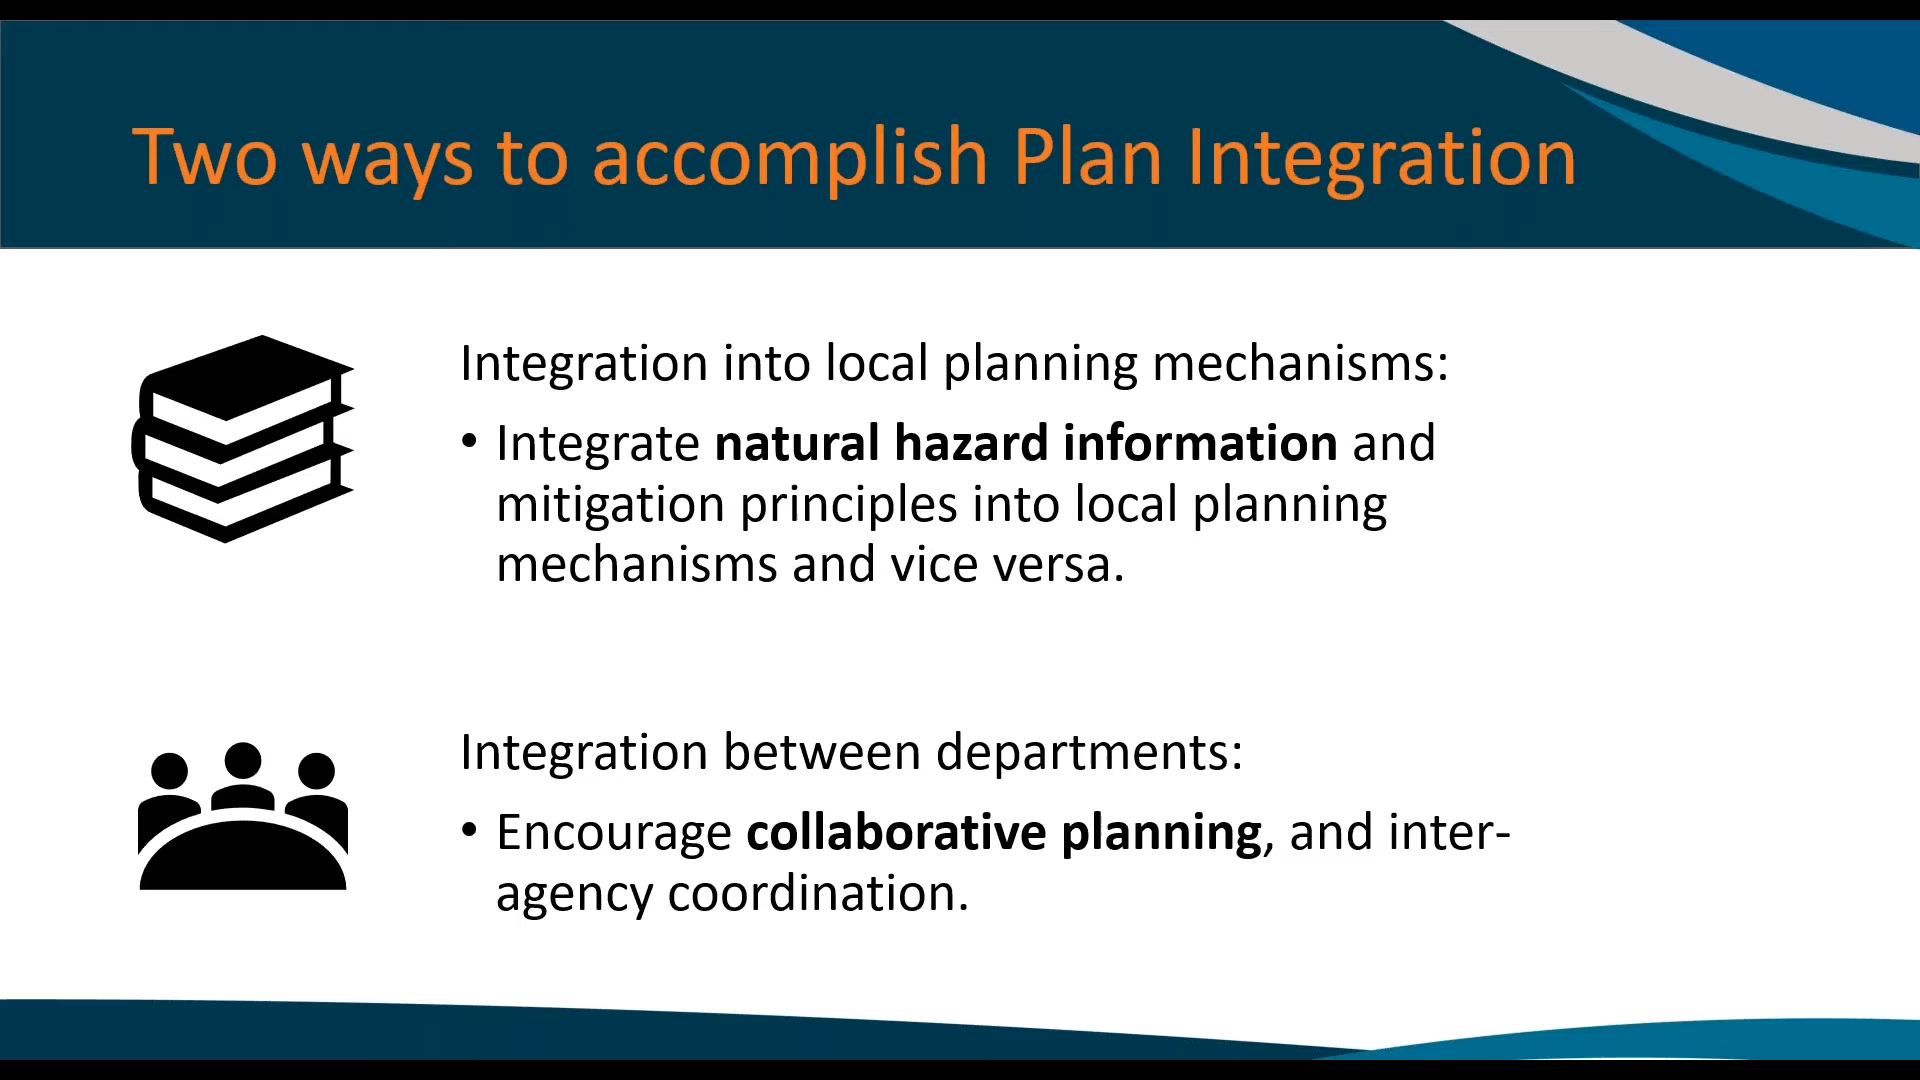 Two ways to accomplish Plan Integration
Integration into local planning mechanisms:
• Integrate natural hazard information and
mitigation principles into local planning
mechanisms and vice versa.
Integration between departments:
• Encourage collaborative planning, and inter-
agency coordination.